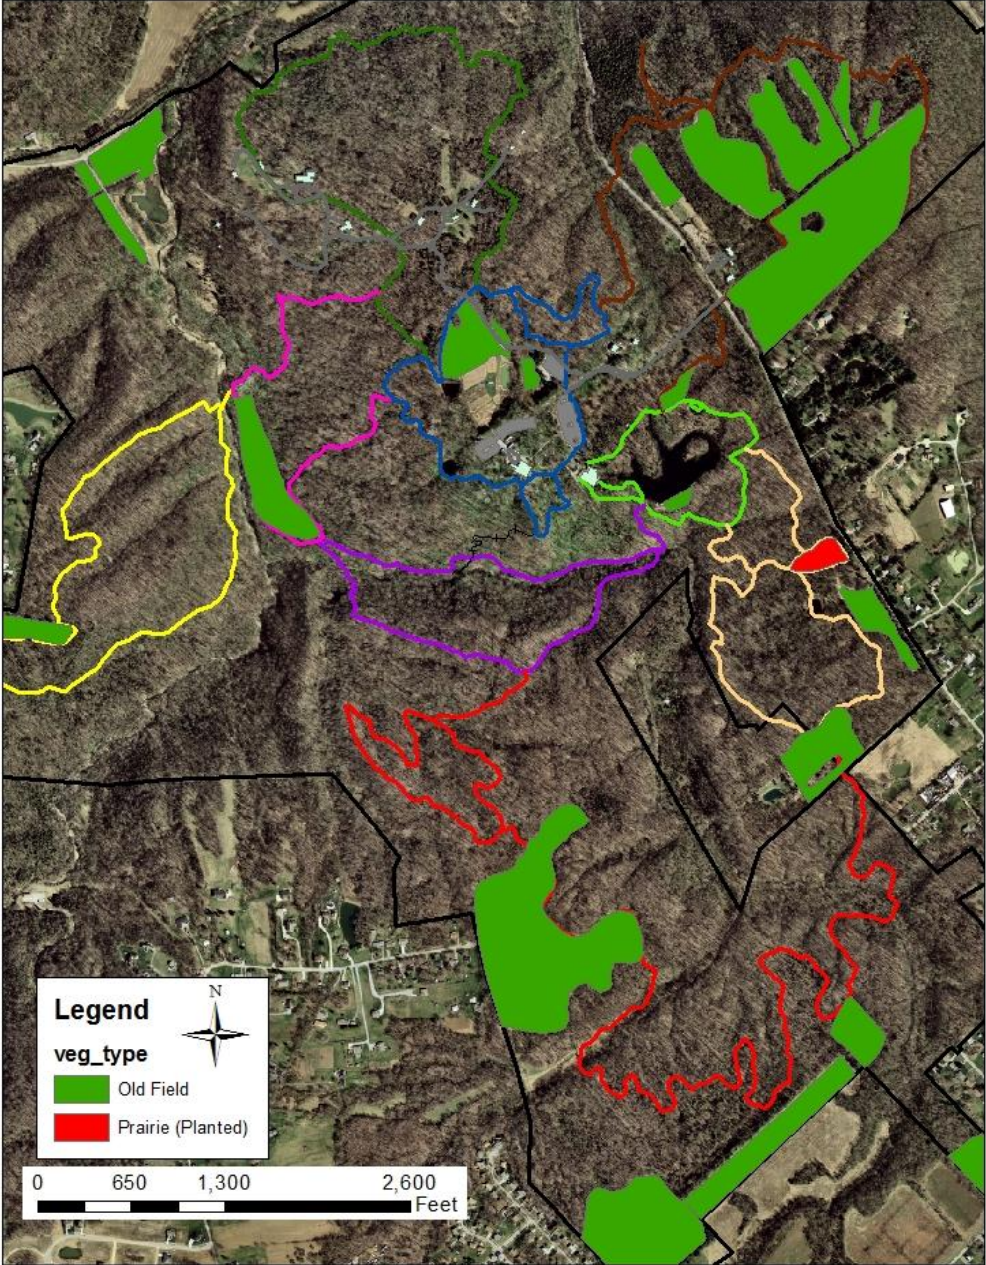 Legend
N
veg_type
Old Field
Prairie (Planted)
0 650 1,300 2,600
Feet